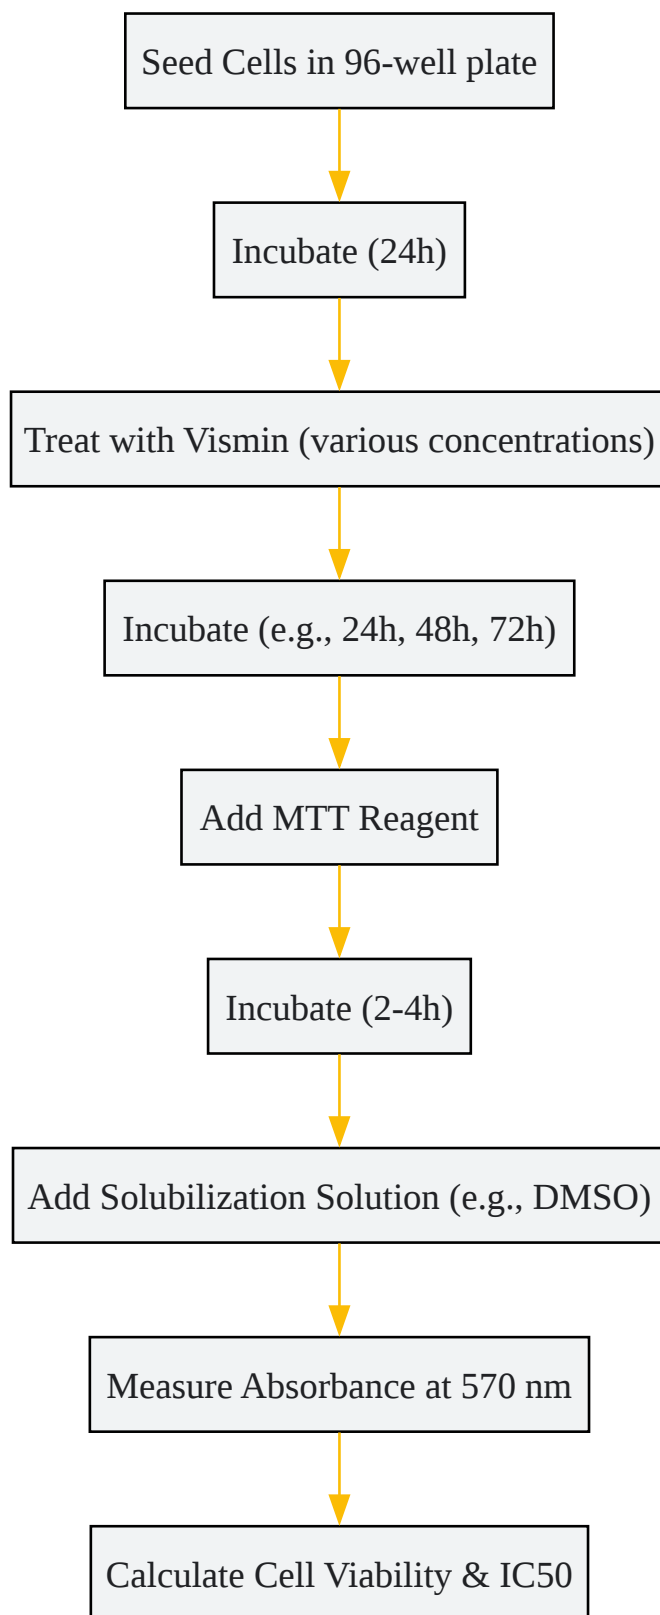 Seed Cells in 96-well plate
Incubate (24h)
Treat with Vismin (various concentrations)
Incubate (e.g., 24h, 48h, 72h)
Add MTT Reagent
Incubate (2-4h)
Add Solubilization Solution (e.g., DMSO)
Measure Absorbance at 570 nm
Calculate Cell Viability & IC50